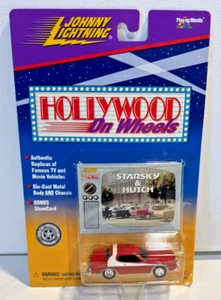 JOHNNY
LIGHTNING
Playing Mantis
HOLLYWOOD
On Wheels
• Authentic
Replicas of
Famous TV and
Movie Vehicles
• Die-Cast Metal
Body AND Chassis
• BONUS
ShowCard
STARSKY
&
HUTCH
WARNING: